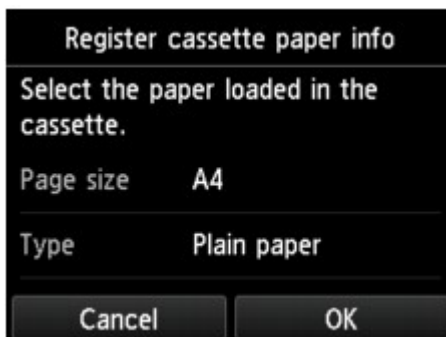 Register cassette paper info
Select the paper loaded in the
cassette.
Page size A4
Type Plain paper
Cancel OK